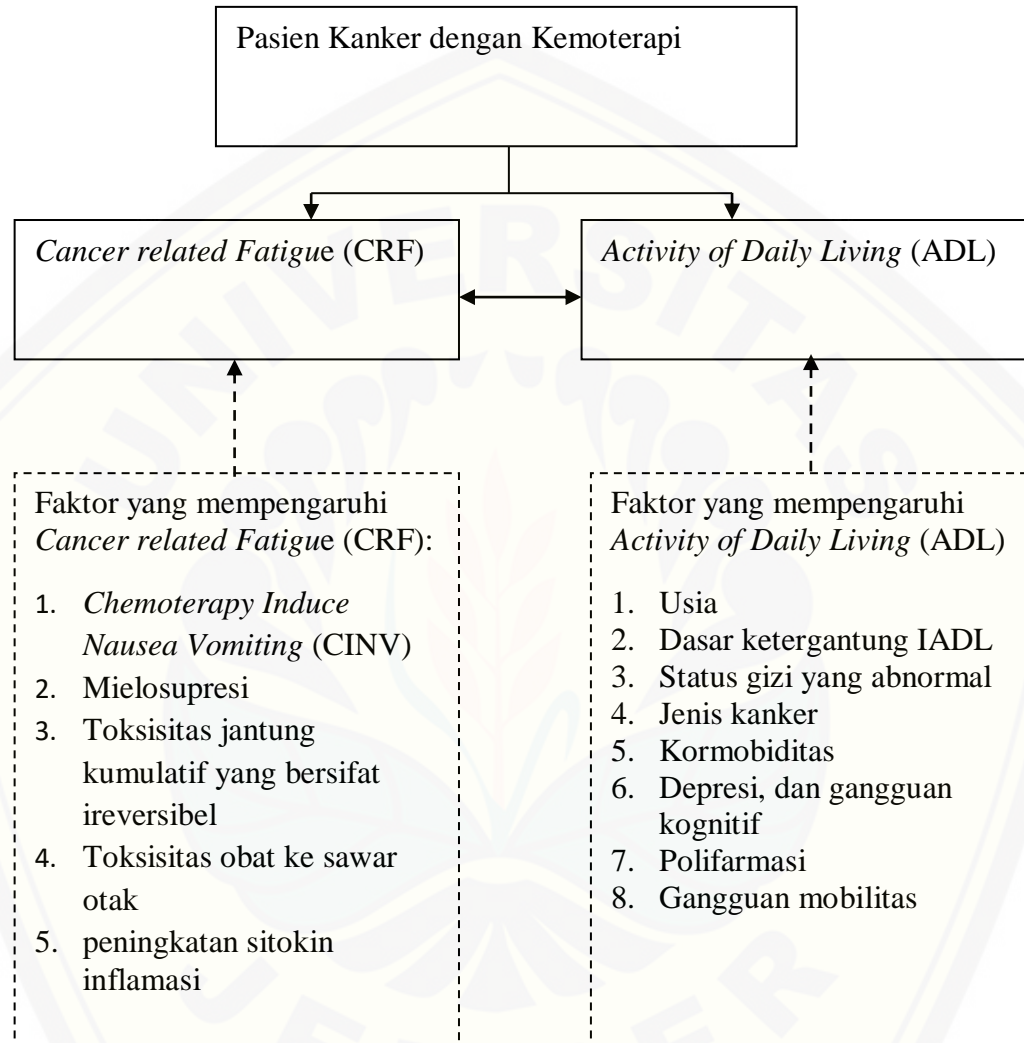 Pasien Kanker dengan Kemoterapi
Cancer related Fatigue (CRF)
Activity of Daily Living (ADL)
Faktor yang mempengaruhi
Cancer related Fatigue (CRF):
1. Chemoterapy Induce
Nausea Vomiting (CINV)
2. Mielosupresi
3. Toksisitas jantung
kumulatif yang bersifat
ireversibel
4. Toksisitas obat ke sawar
otak
5. peningkatan sitokin
inflamasi
Faktor yang mempengaruhi
Activity of Daily Living (ADL)
1. Usia
2. Dasar ketergantung IADL
3. Status gizi yang abnormal
4. Jenis kanker
5. Kormobiditas
6. Depresi, dan gangguan
kognitif
7. Polifarmasi
8. Gangguan mobilitas
UNIVERSITAS